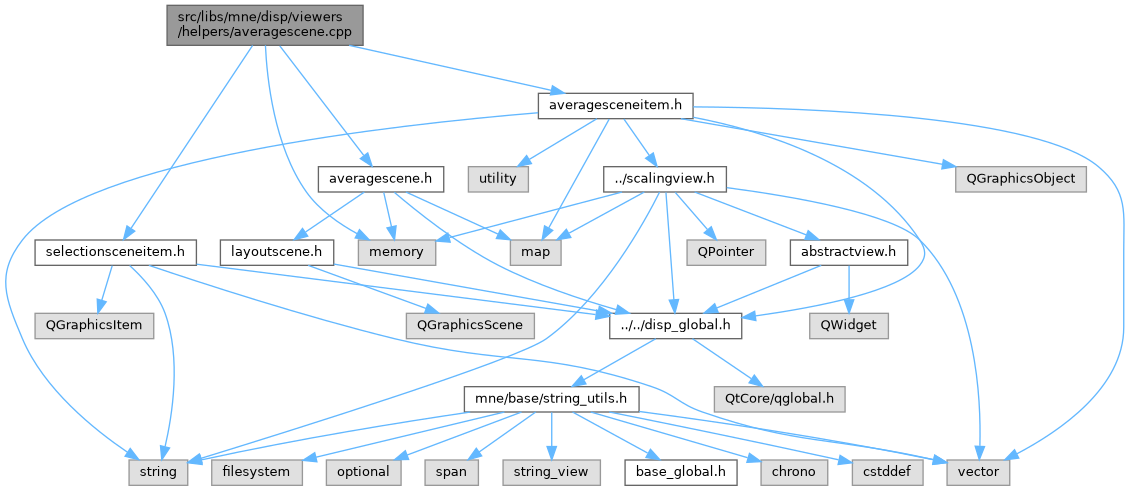 src/libs/mne/disp/viewers
/helpers/averagescene.cpp
averagesceneitem.h
averagescene.h
utility
../scalingview.h
QGraphicsObject
selectionsceneitem.h
layoutscene.h
memory
map
QPointer
abstractview.h
QGraphicsItem
QGraphicsScene
../../disp_global.h
QWidget
mne/base/string_utils.h
QtCore/qglobal.h
string
filesystem
optional
span
string_view
base_global.h
chrono
cstddef
vector